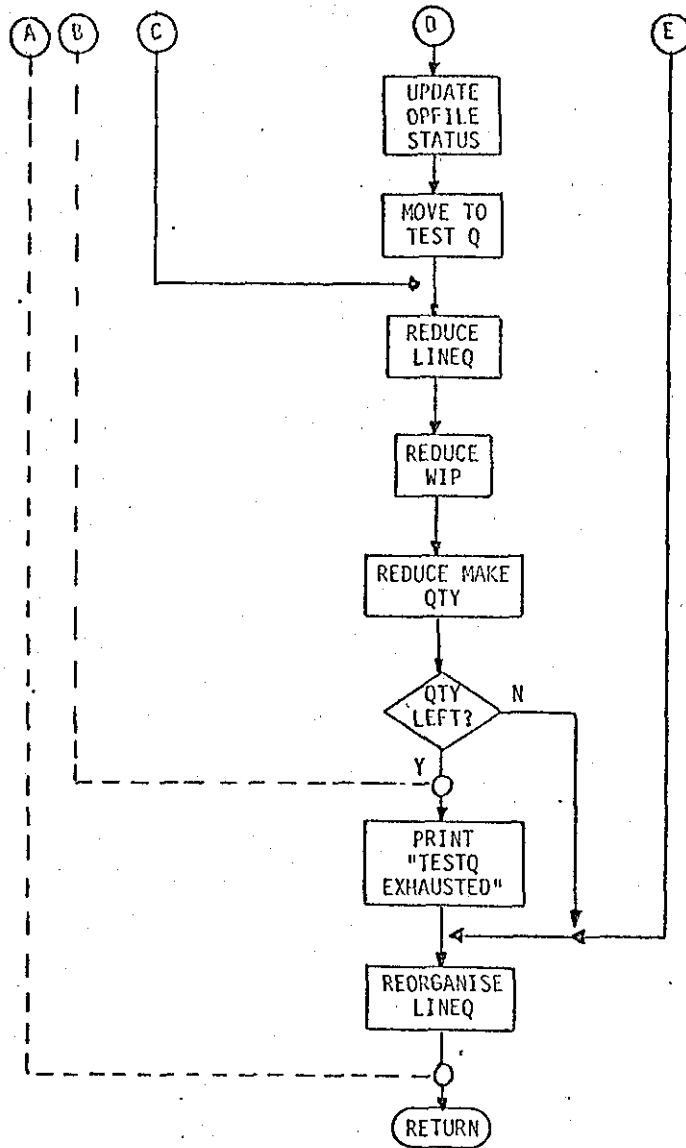 A B C D E
UPDATE
OPFILE
STATUS
MOVE TO
TEST Q
REDUCE
LINEQ
REDUCE
WIP
REDUCE MAKE
QTY
QTY
LEFT?
N
Y
PRINT
"TESTQ
EXHAUSTED"
REORGANISE
LINEQ
RETURN